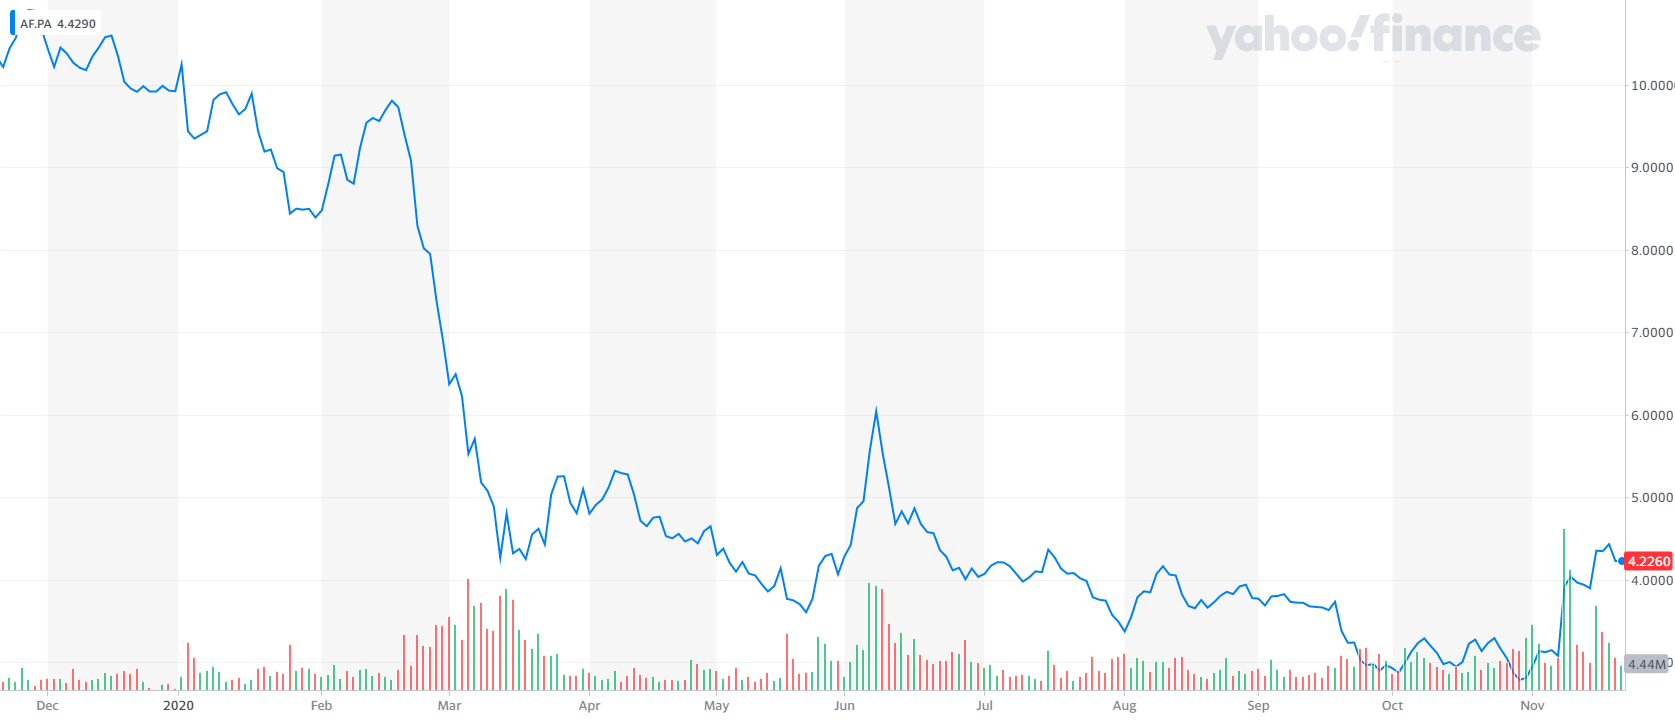 AF.PA 4.4290
yahoo!finance
10.000
9.0000
8.0000
7.0000
6.0000
5.0000
4.2260
4.0000
4.44M
Dec 2020 Feb Mar Apr May Jun Jul Aug Sep Oct Nov